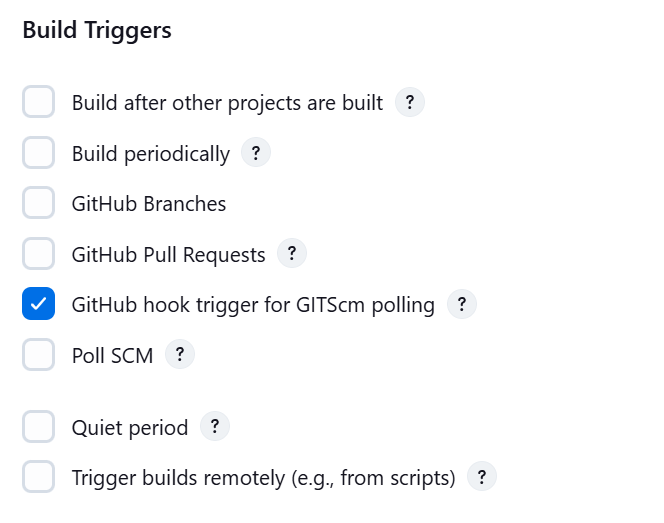 Build Triggers
Build after other projects are built ?
Build periodically ?
GitHub Branches
GitHub Pull Requests ?
GitHub hook trigger for GITScm polling ?
Poll SCM ?
Quiet period ?
Trigger builds remotely (e.g., from scripts) ?